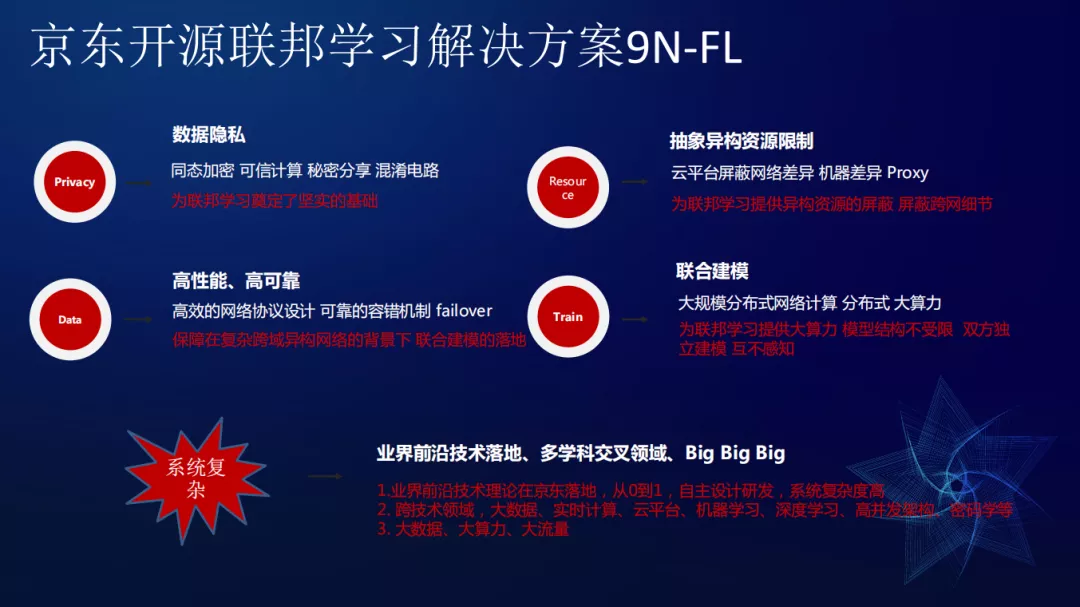 京东开源联邦学习解决方案9N-FL
Privacy
数据隐私
同态加密 可信计算 秘密分享 混淆电路
为联邦学习奠定了坚实的基础
Resour
ce
抽象异构资源限制
云平台屏蔽网络差异 机器差异 Proxy
为联邦学习提供异构资源的屏蔽 屏蔽跨网细节
Data
高性能、高可靠
高效的网络协议设计 可靠的容错机制 failover
保障在复杂跨域异构网络的背景下 联合建模的落地
Train
联合建模
大规模分布式网络计算 分布式 大算力
为联邦学习提供大算力 模型结构不受限 双方独
立建模 互不感知
系统复
杂
业界前沿技术落地、多学科交叉领域、Big Big Big
1.业界前沿技术理论在京东落地，从0到1，自主设计研发，系统复杂度高
2. 跨技术领域，大数据、实时计算、云平台、机器学习、深度学习、高并发架构、密码学等
3. 大数据、大算力、大流量